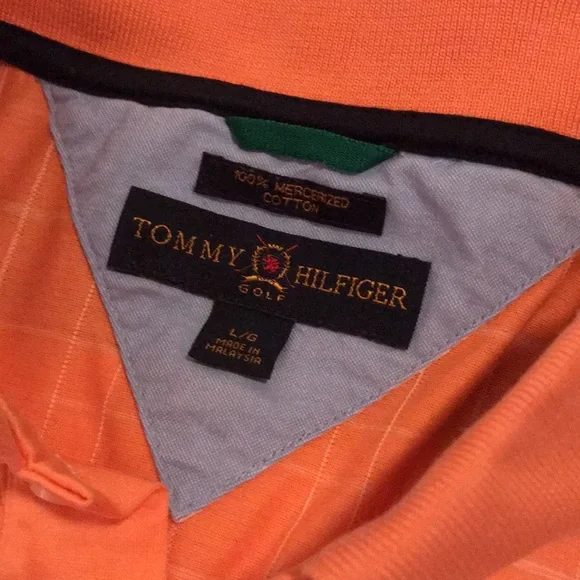 100% MERCERIZED
COTTON
TOMMY HILFIGER
GOLF
L/G
MADE IN
MALAYSIA